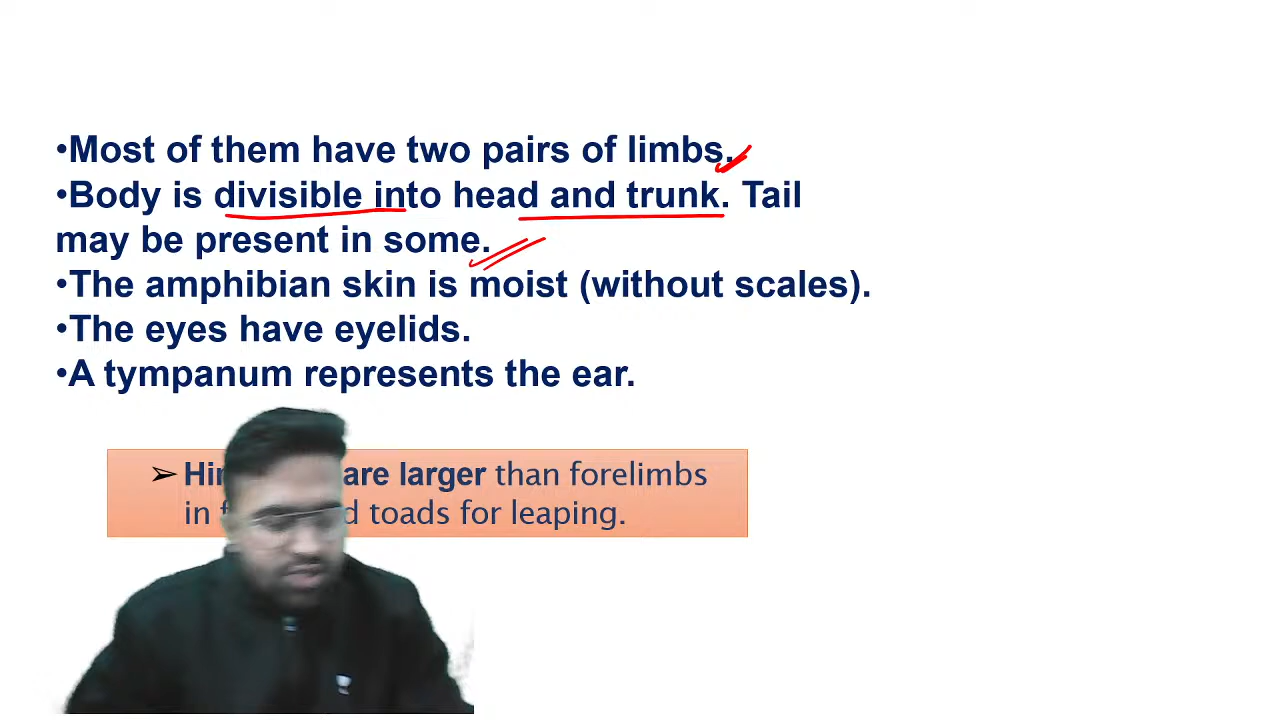 •Most of them have two pairs of limbs.
•Body is divisible into head and trunk. Tail
may be present in some.
•The amphibian skin is moist (without scales).
•The eyes have eyelids.
•A tympanum represents the ear.
➢ are larger than forelimbs
in toads for leaping.